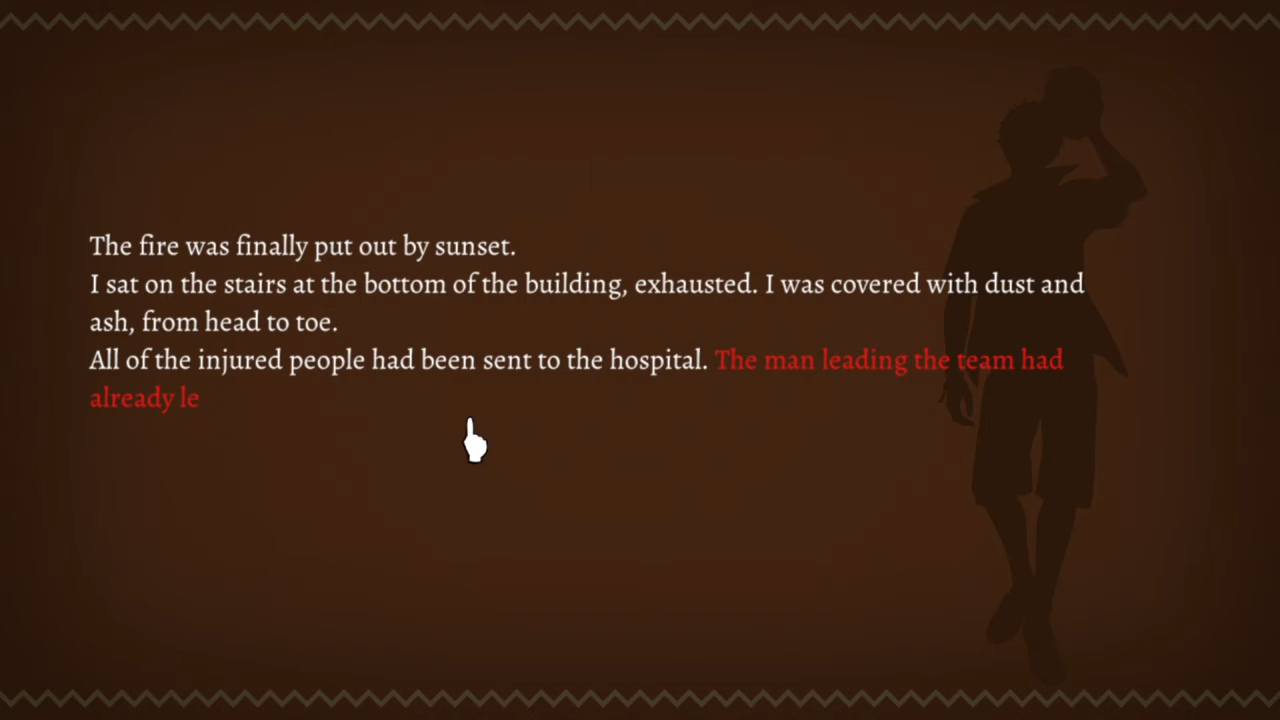 The fire was finally put out by sunset.
I sat on the stairs at the bottom of the building, exhausted. I was covered with dust and
ash, from head to toe.
All of the injured people had been sent to the hospital. The man leading the team had
already le